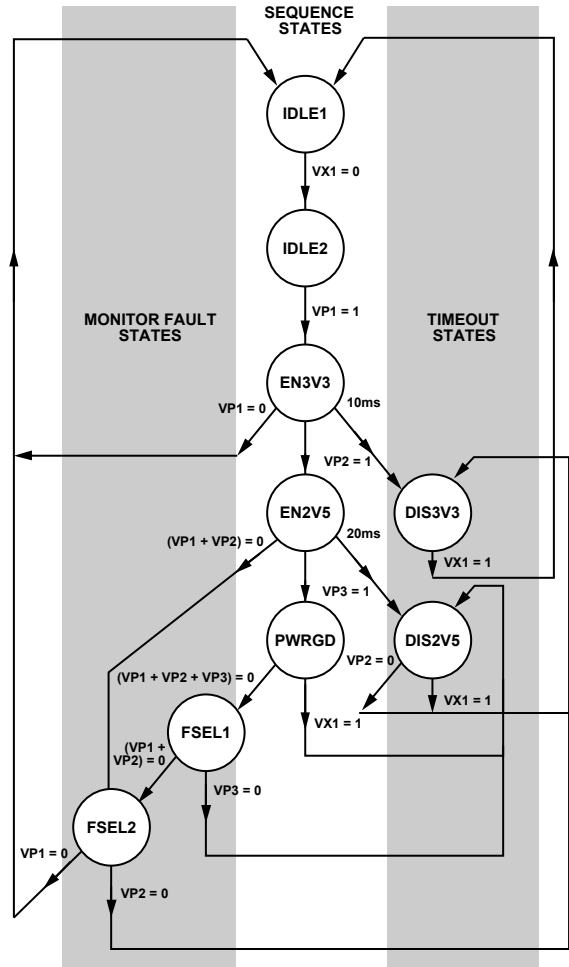 SEQUENCE
STATES
IDLE1
VX1 = 0
IDLE2
VP1 = 1
MONITOR FAULT
STATES
TIMEOUT
STATES
EN3V3
10ms
VP1 = 0
VP2 = 1
EN2V5
DIS3V3
20ms
(VP1 + VP2) = 0
VX1 = 1
VP3 = 1
PWRGD
DIS2V5
VP2 = 0
(VP1 + VP2 + VP3) = 0
VX1 = 1
VX1 = 1
FSEL1
(VP1 +
VP2) = 0
VP3 = 0
FSEL2
VP1 = 0
VP2 = 0